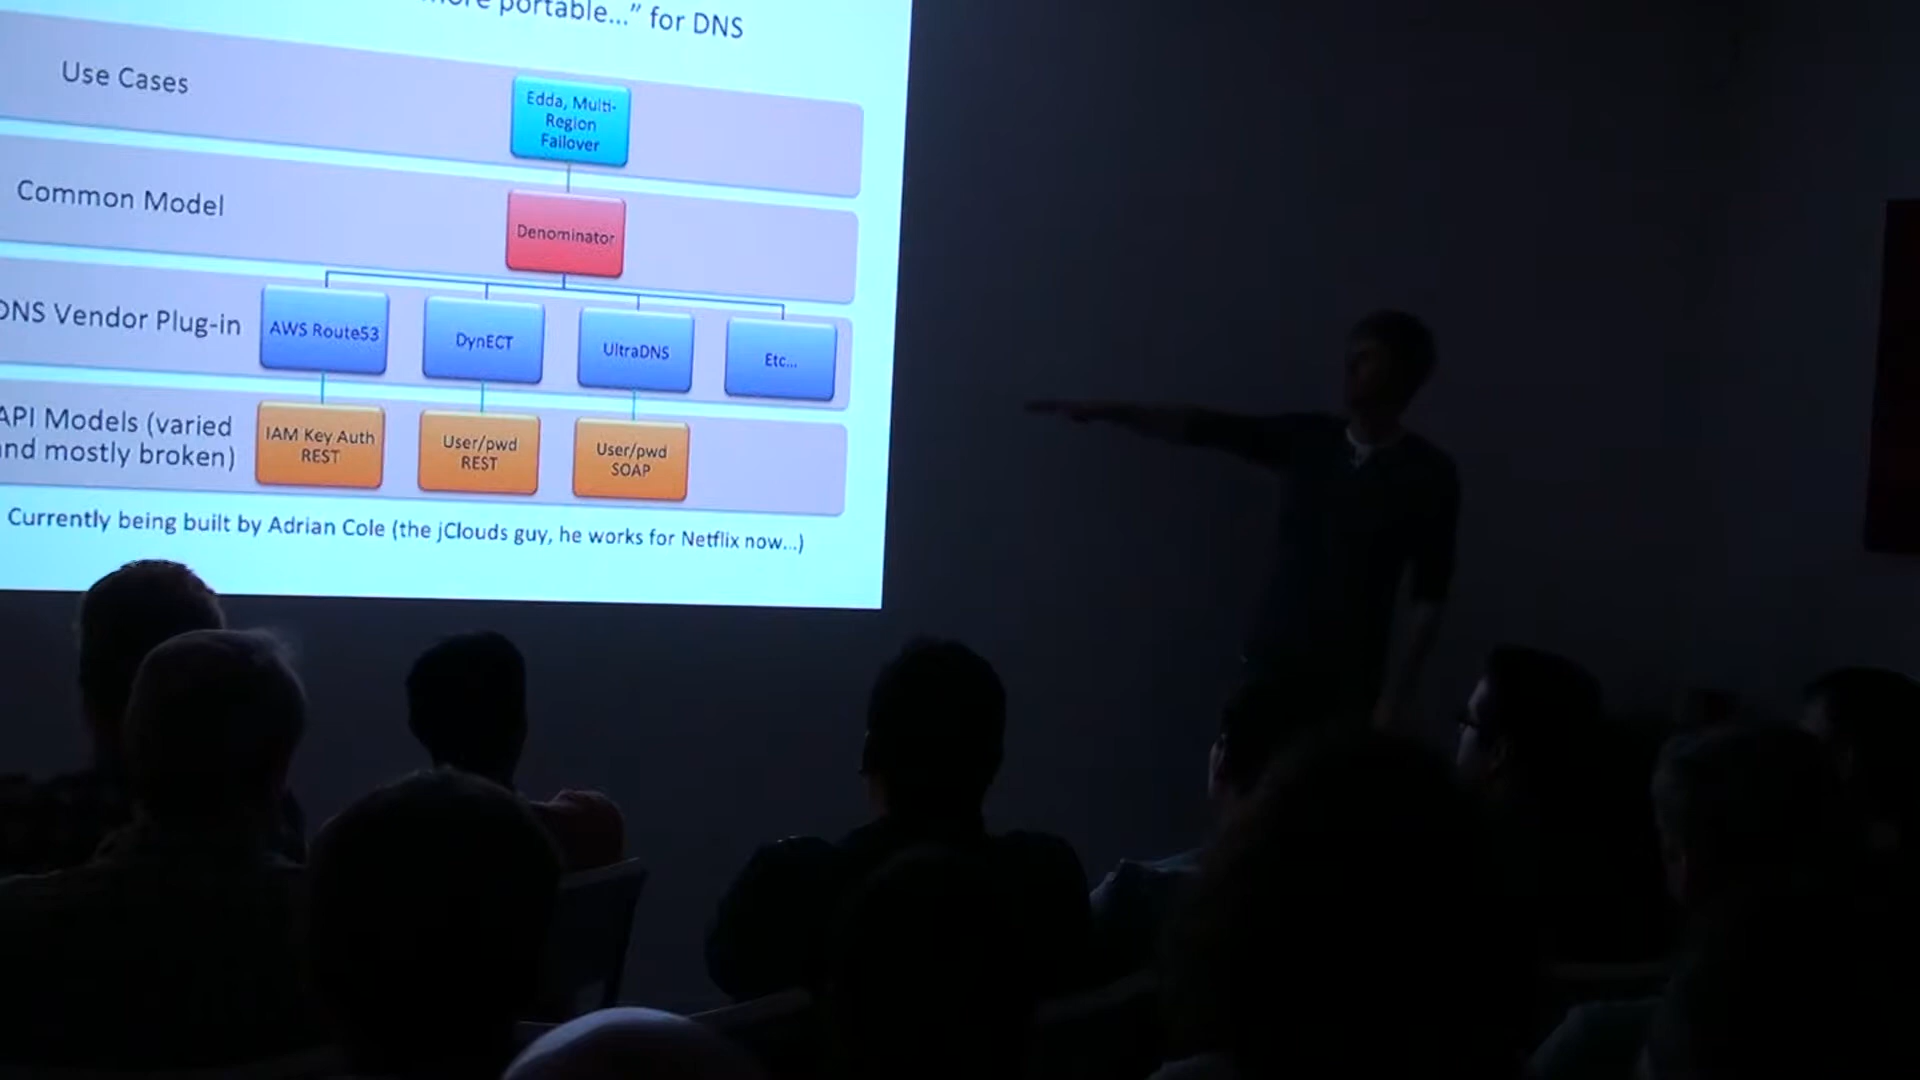 portable...” for DNS
Use Cases
Edda, Multi-
Region
Failover
Common Model
Denominator
DNS Vendor Plug-in
AWS Route53
DynECT
UltraDNS
Etc...
API Models (varied
and mostly broken)
IAM Key Auth
REST
User/pwd
REST
User/pwd
SOAP
Currently being built by Adrian Cole (the jClouds guy, he works for Netflix now...)